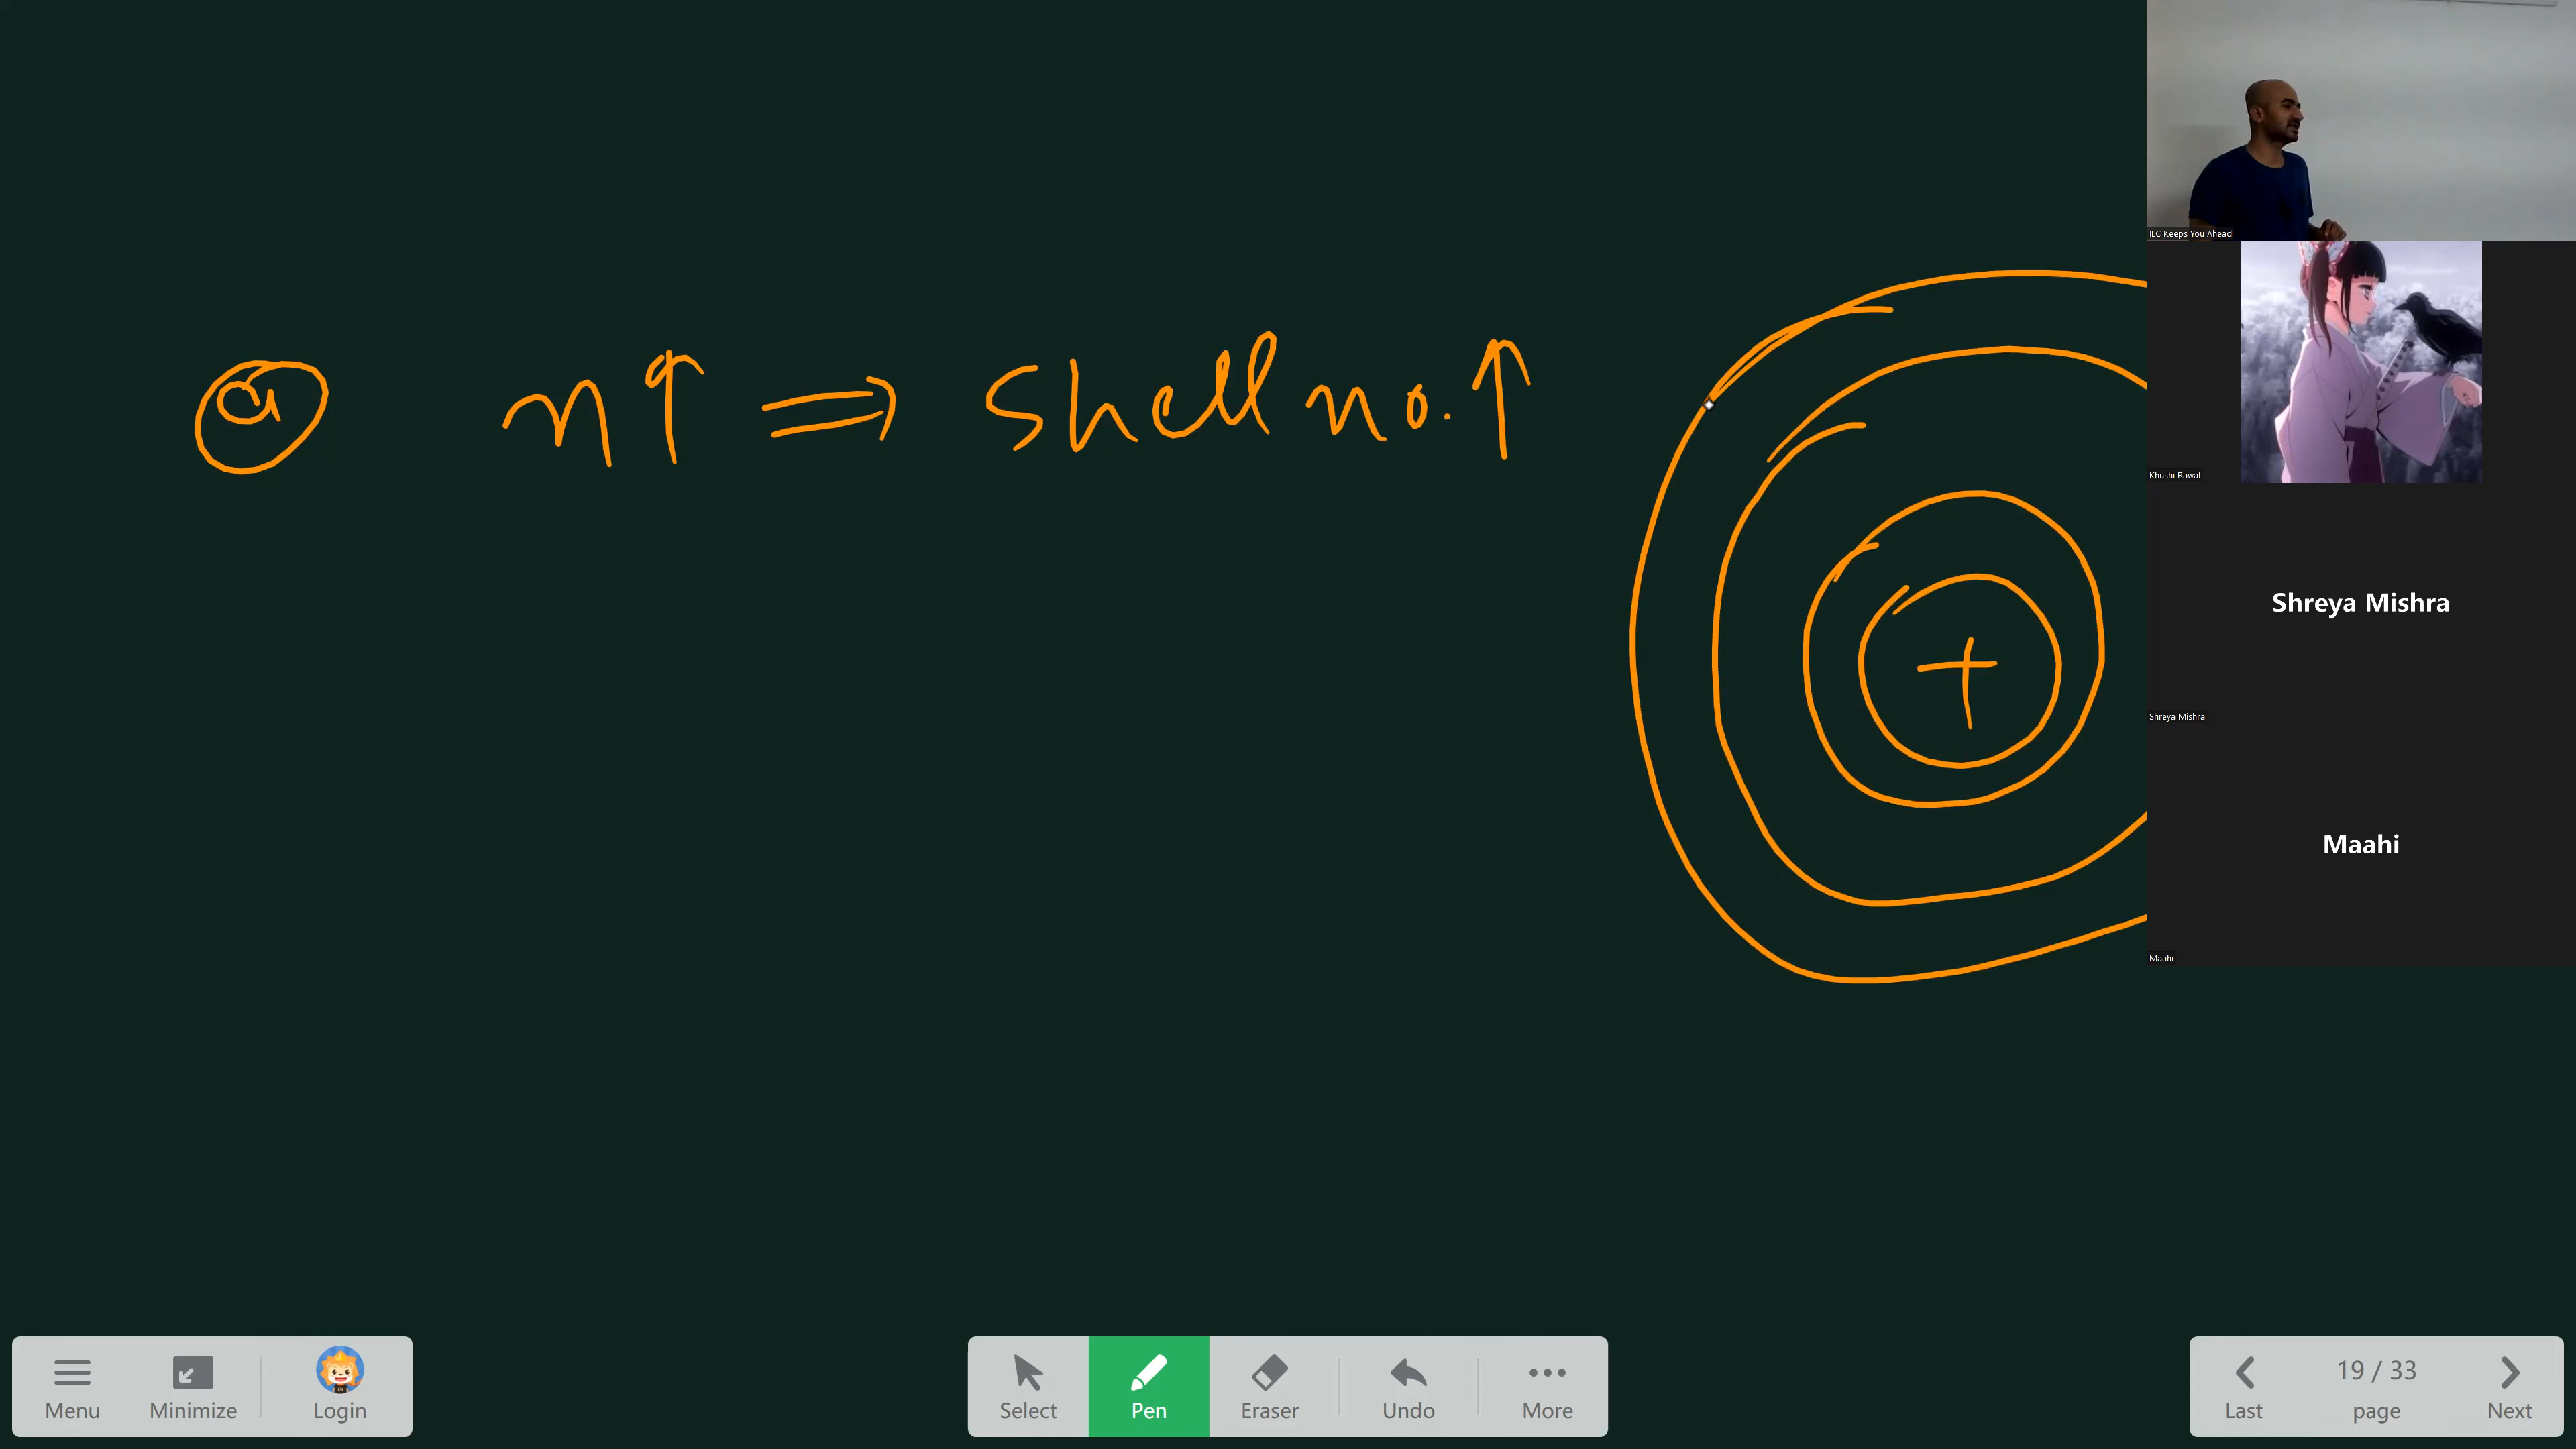 ⓐ n↑ ⇒ Shell no. ↑
+
ILC Keeps You Ahead
Khushi Rawat
Shreya Mishra
Shreya Mishra
Maahi
Maahi
Menu Minimize Login
Select Pen Eraser Undo More
Last 19 / 33 page Next